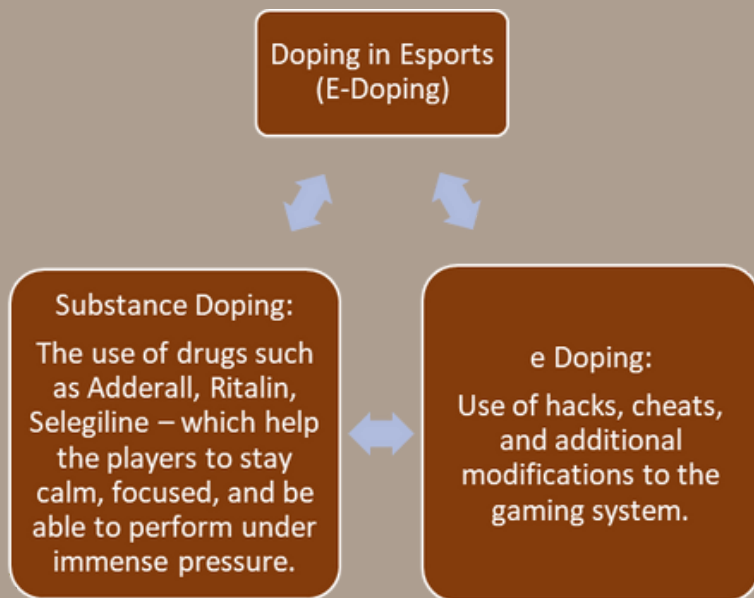 Doping in Esports
(E-Doping)
Substance Doping:
The use of drugs such
as Adderall, Ritalin,
Selegiline – which help
the players to stay
calm, focused, and be
able to perform under
immense pressure.
e Doping:
Use of hacks, cheats,
and additional
modifications to the
gaming system.